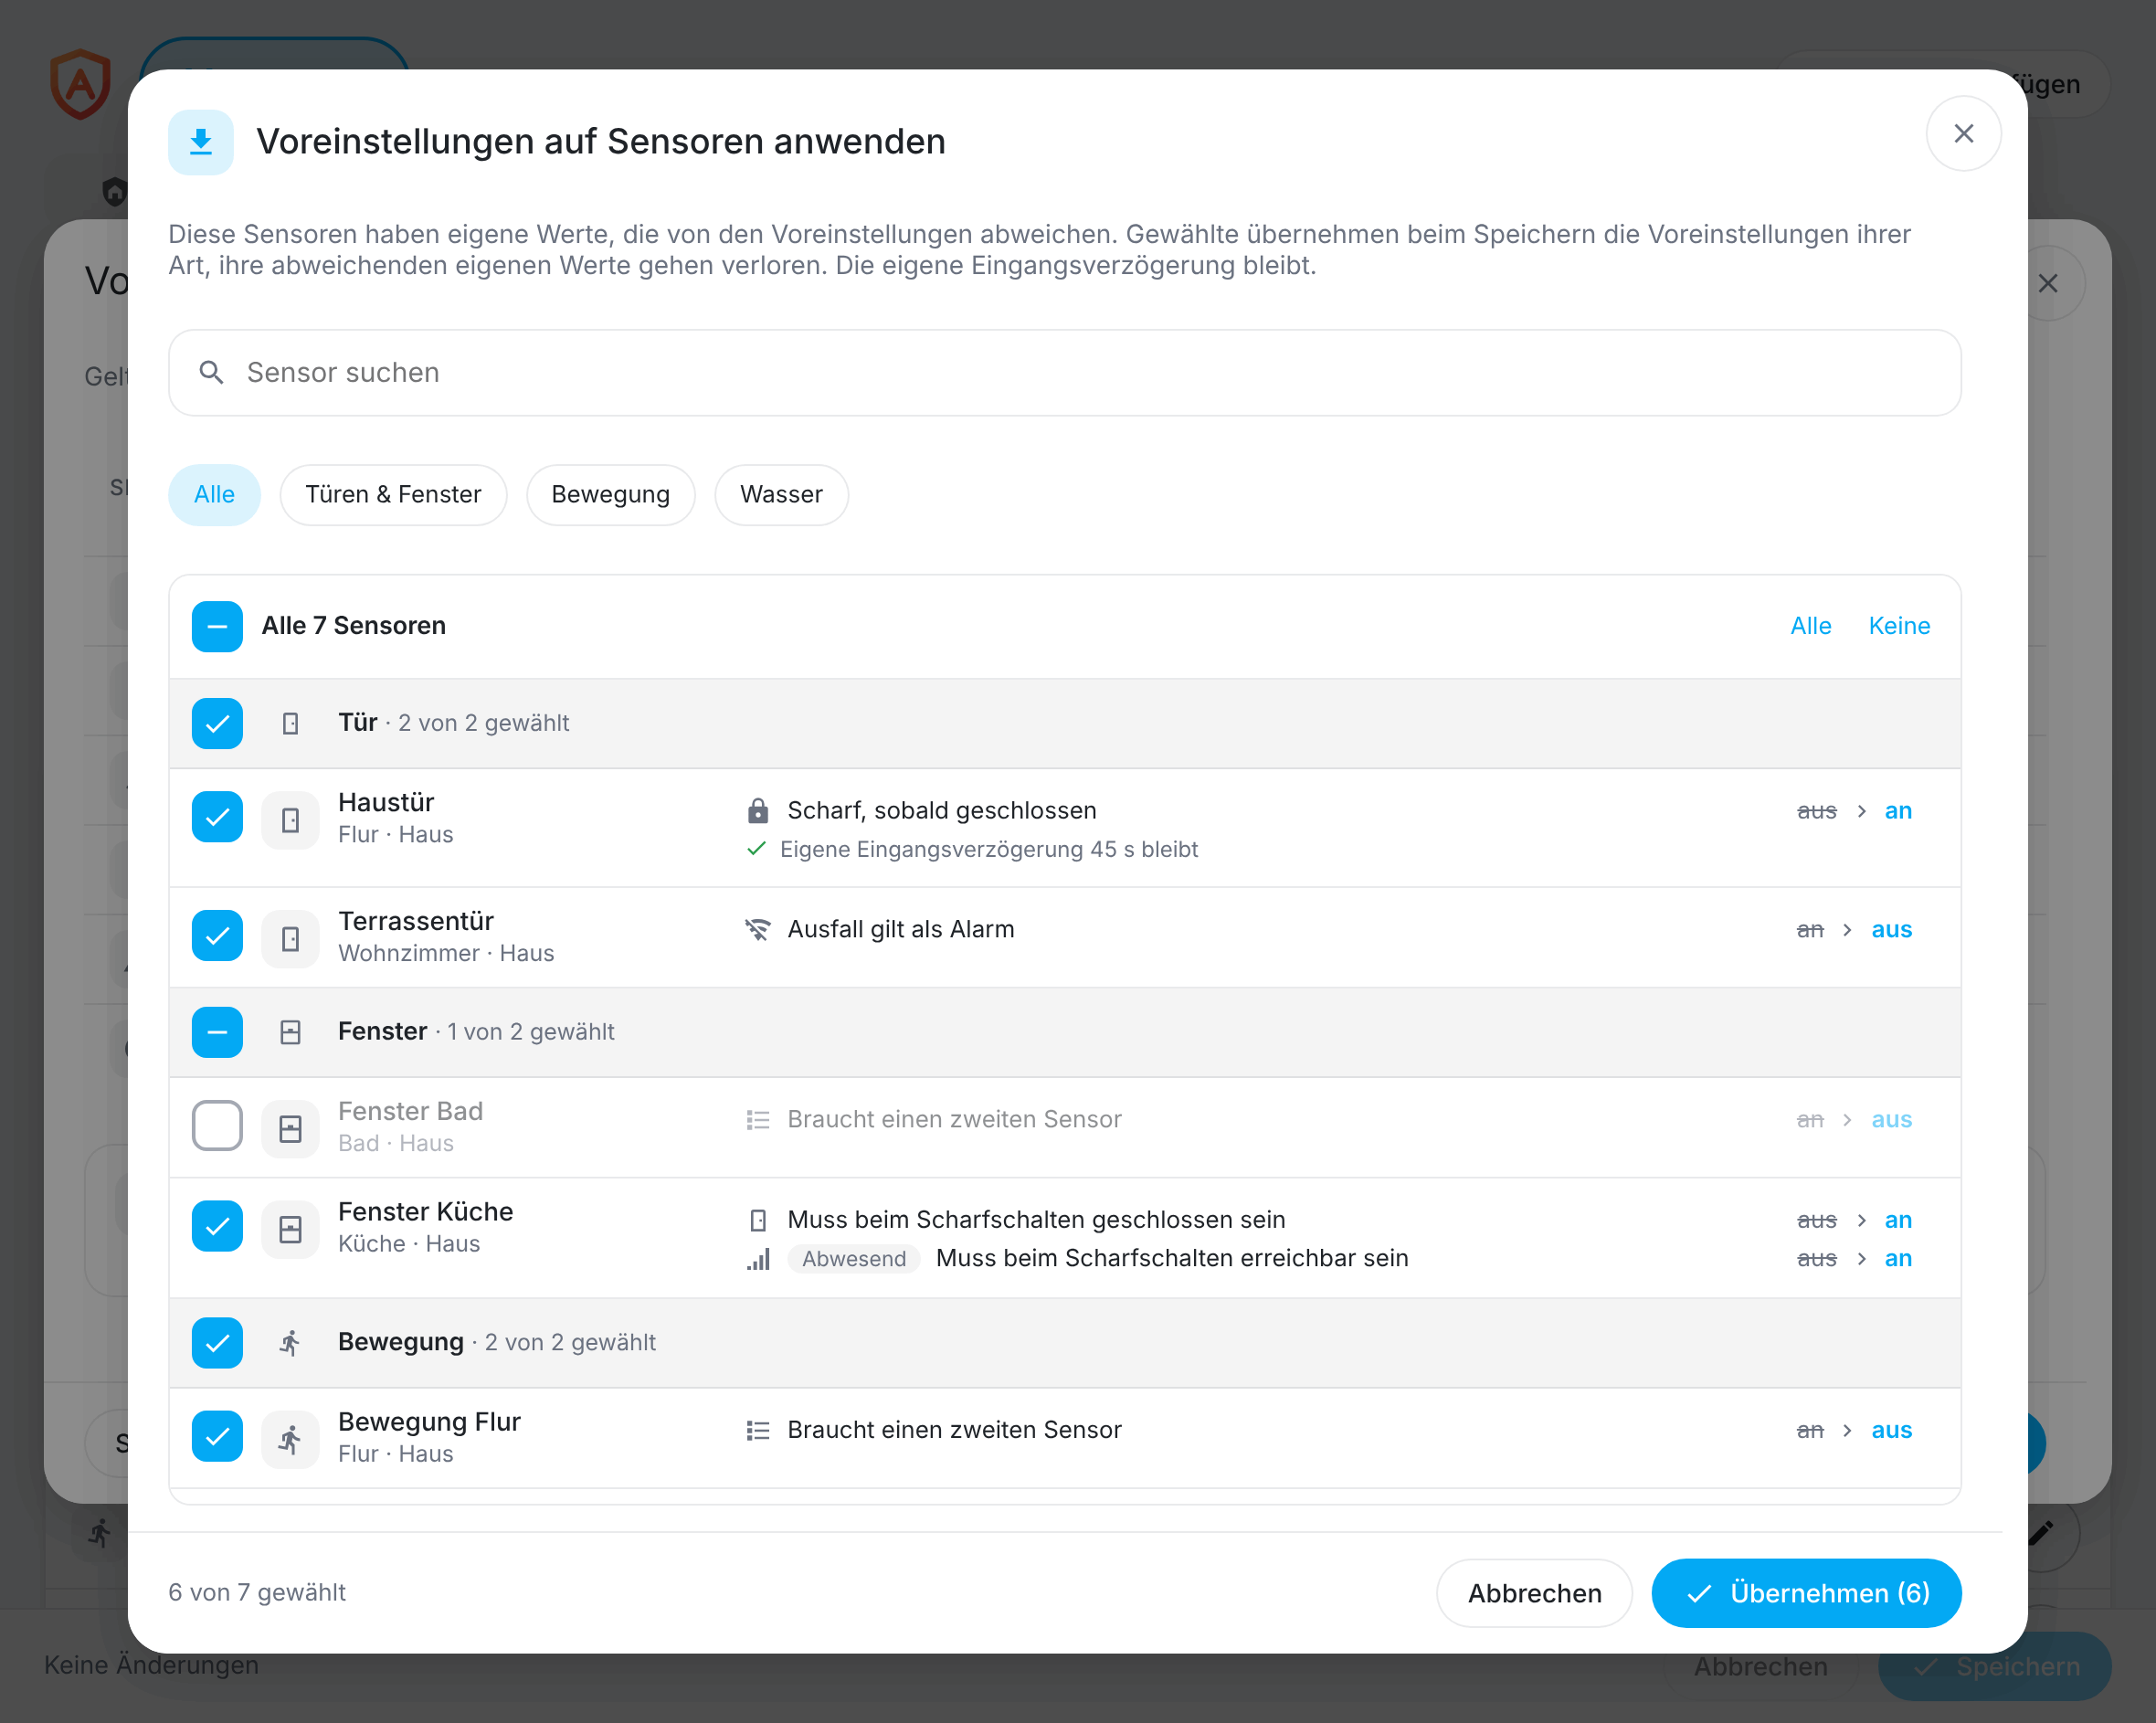 Voreinstellungen auf Sensoren anwenden
Diese Sensoren haben eigene Werte, die von den Voreinstellungen abweichen. Gewählte übernehmen beim Speichern die Voreinstellungen ihrer
Art, ihre abweichenden eigenen Werte gehen verloren. Die eigene Eingangsverzögerung bleibt.
Sensor suchen
Alle Türen & Fenster Bewegung Wasser
Alle 7 Sensoren Alle Keine
Tür · 2 von 2 gewählt
Haustür
Flur · Haus
Scharf, sobald geschlossen aus > an
Eigene Eingangsverzögerung 45 s bleibt
Terrassentür
Wohnzimmer · Haus
Ausfall gilt als Alarm an > aus
Fenster · 1 von 2 gewählt
Fenster Bad
Bad · Haus
Braucht einen zweiten Sensor an > aus
Fenster Küche
Küche · Haus
Muss beim Scharfschalten geschlossen sein aus > an
Abwesend Muss beim Scharfschalten erreichbar sein aus > an
Bewegung · 2 von 2 gewählt
Bewegung Flur
Flur · Haus
Braucht einen zweiten Sensor an > aus
6 von 7 gewählt Abbrechen Übernehmen (6)
Keine Änderungen Abbrechen Speichern